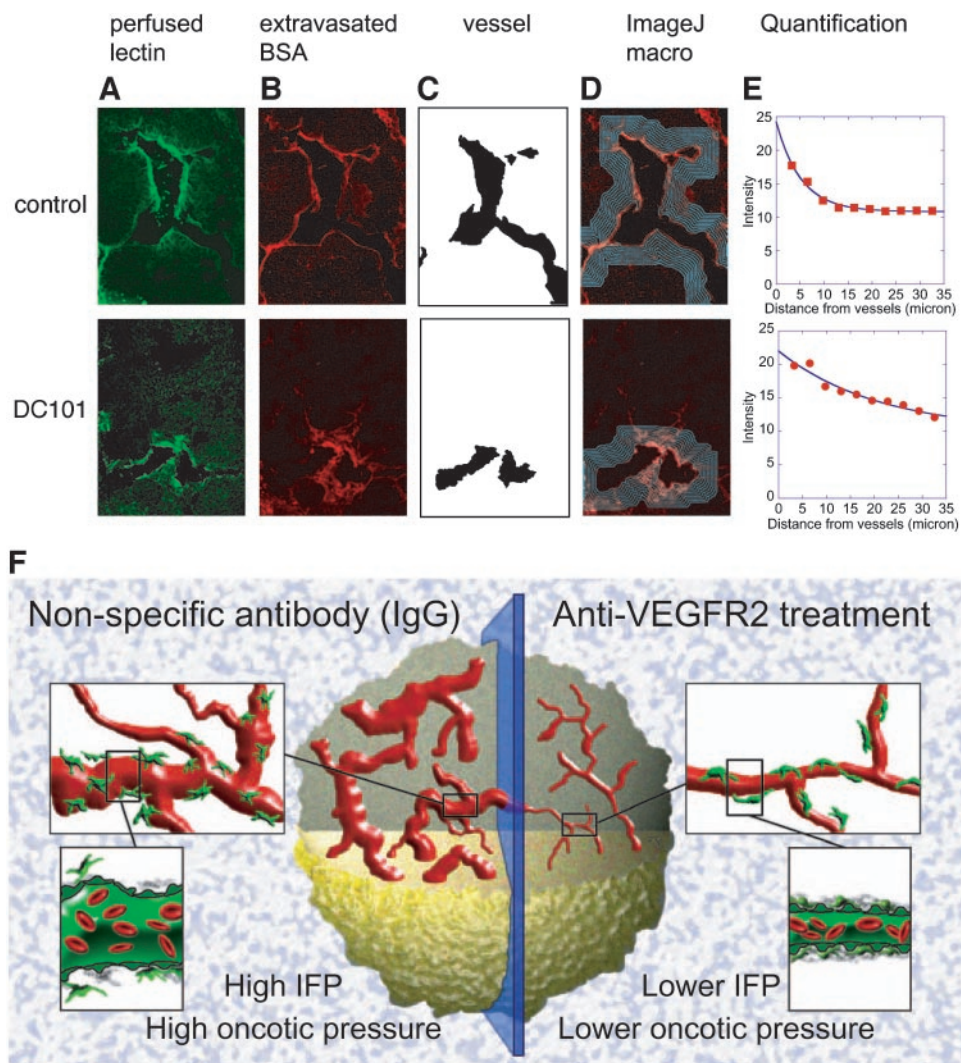 perfused
lectin
extravasated
BSA
vessel
ImageJ
macro
Quantification
A
B
C
D
E
control
25
20
15
10
5
0
Intensity
0 5 10 15 20 25 30 35
Distance from vessels (micron)
DC101
25
20
15
10
5
0
Intensity
0 5 10 15 20 25 30 35
Distance from vessels (micron)
F
Non-specific antibody (IgG)
Anti-VEGFR2 treatment
High IFP
High oncotic pressure
Lower IFP
Lower oncotic pressure